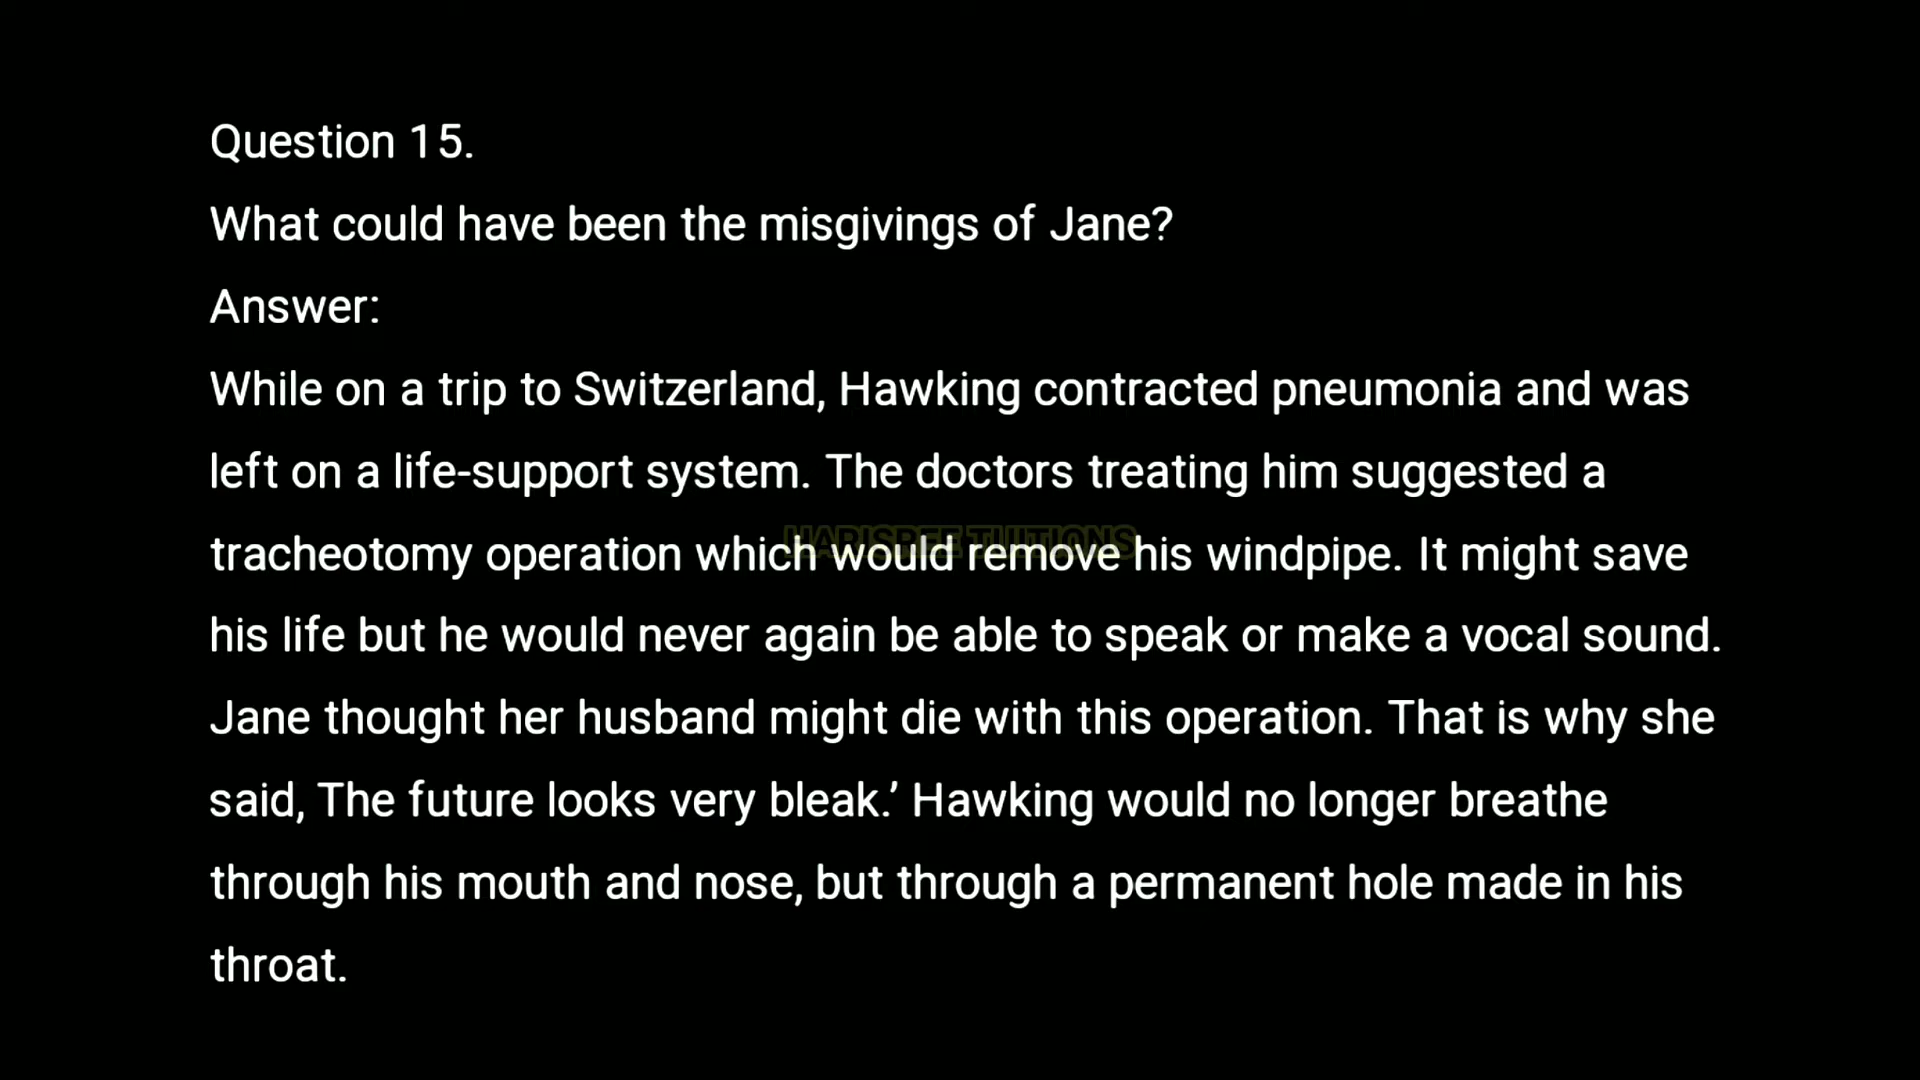 Question 15.
What could have been the misgivings of Jane?
Answer:
While on a trip to Switzerland, Hawking contracted pneumonia and was
left on a life-support system. The doctors treating him suggested a
tracheotomy operation which would remove his windpipe. It might save
his life but he would never again be able to speak or make a vocal sound.
Jane thought her husband might die with this operation. That is why she
said, The future looks very bleak.’ Hawking would no longer breathe
through his mouth and nose, but through a permanent hole made in his
throat.
HARISREE TUITIONS